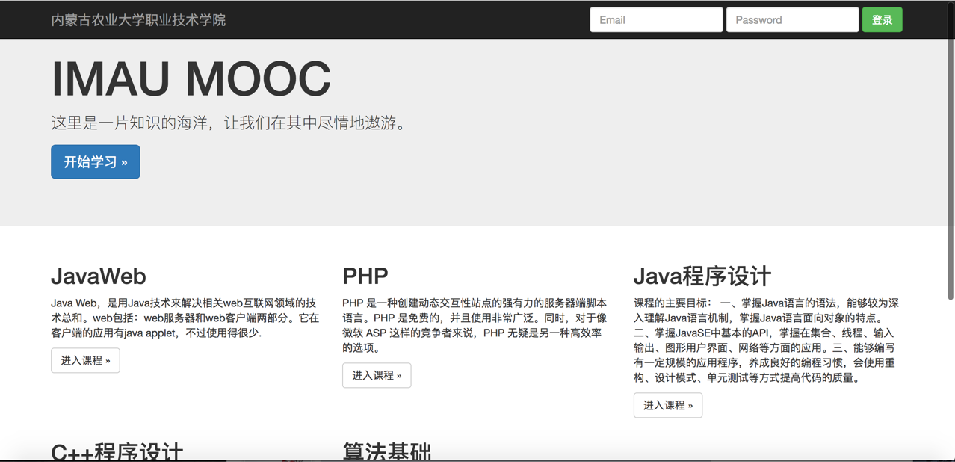 内蒙古农业大学职业技术学院 Email Password 登录
IMAU MOOC
这里是一片知识的海洋，让我们在其中尽情地遨游。
开始学习 »
JavaWeb
Java Web，是用Java技术来解决相关web互联网领域的技
术总和。web包括：web服务器和web客户端两部分。它在
客户端的应用有java applet，不过使用得很少.
进入课程 »
PHP
PHP 是一种创建动态交互性站点的强有力的服务器端脚本
语言。PHP 是免费的，并且使用非常广泛。同时，对于像
微软 ASP 这样的竞争者来说，PHP 无疑是另一种高效率
的选项。
进入课程 »
Java程序设计
课程的主要目标： 一、掌握Java语言的语法，能够较为深
入理解Java语言机制，掌握Java语言面向对象的特点。
二、掌握JavaSE中基本的API，掌握在集合、线程、输入
输出、图形用户界面、网络等方面的应用。三、能够编写
有一定规模的应用程序，养成良好的编程习惯，会使用重
构、设计模式、单元测试等方式提高代码的质量。
进入课程 »
C++程序设计
算法基础